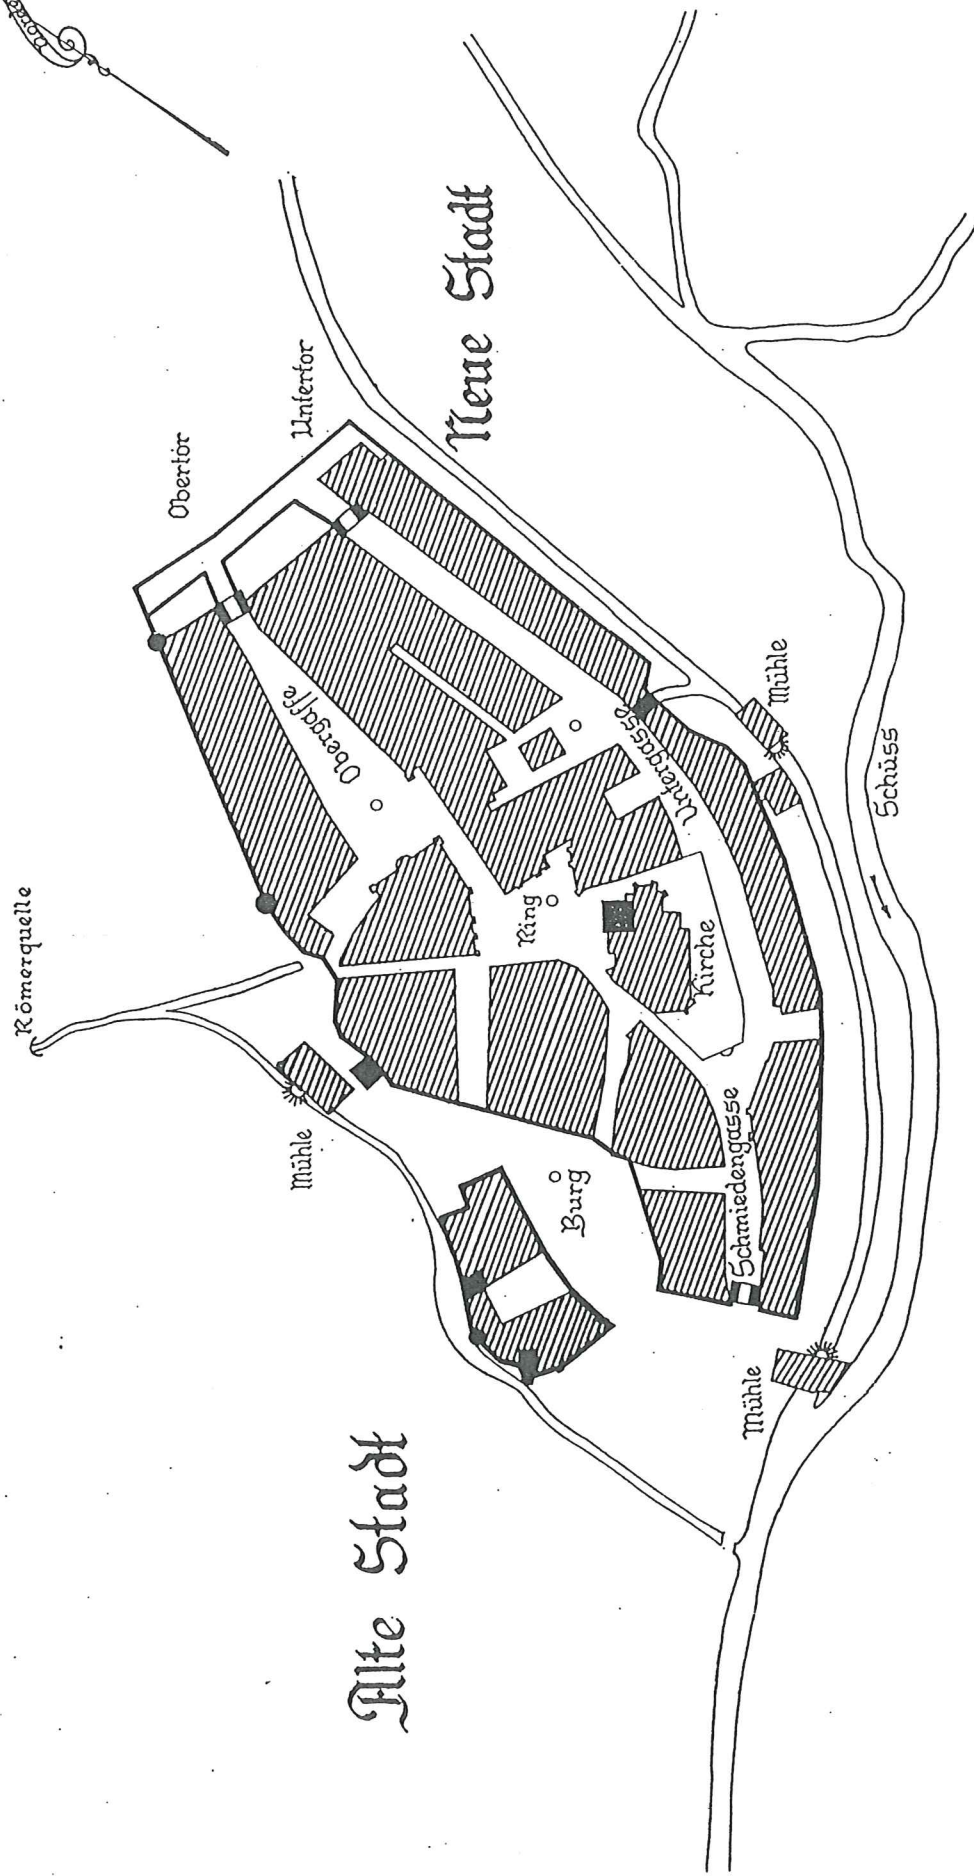 Römerquelle
Obertor
Untertor
Neue Stadt
Mühle
Obergasse
Ring
Untergasse
Mühle
Kirche
Schüss
Burg
Schmiedengasse
Alte Stadt
Mühle